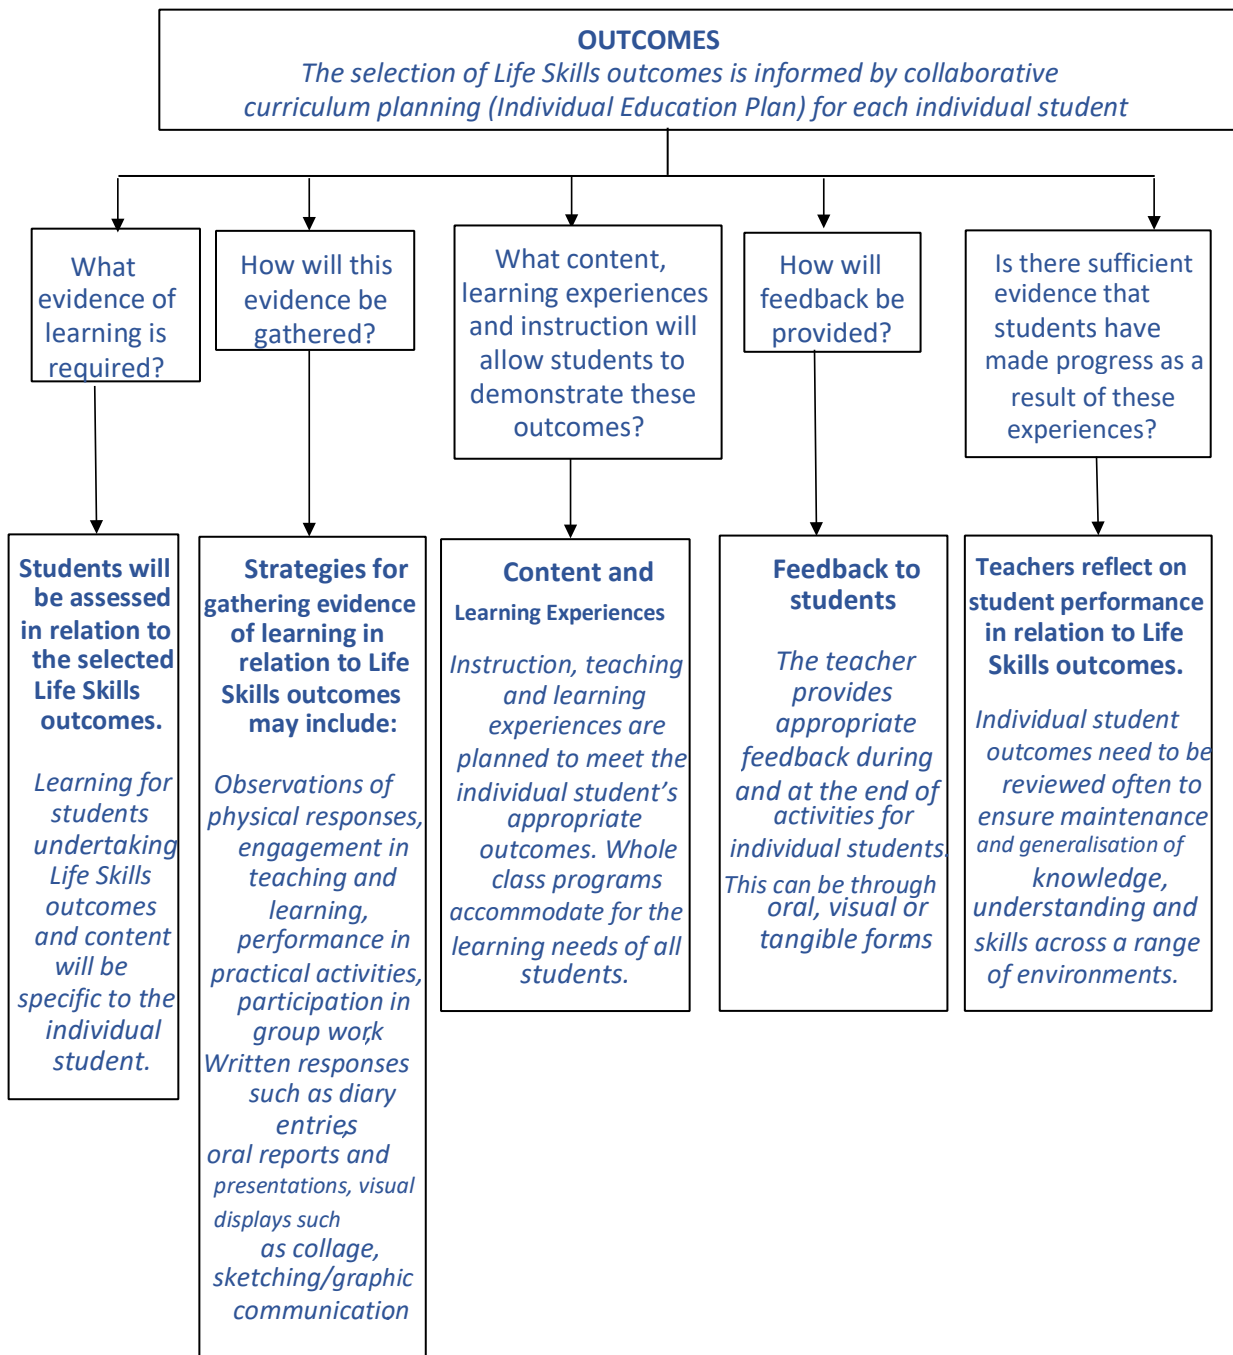 OUTCOMES
The selection of Life Skills outcomes is informed by collaborative
curriculum planning (Individual Education Plan) for each individual student
What
evidence of
learning is
required?
How will this
evidence be
gathered?
What content,
learning experiences
and instruction will
allow students to
demonstrate these
outcomes?
How will
feedback be
provided?
Is there sufficient
evidence that
students have
made progress as a
result of these
experiences?
Students will
be assessed
in relation to
the selected
Life Skills
outcomes.
Learning for
students
undertaking
Life Skills
outcomes
and content
will be
specific to the
individual
student.
Strategies for
gathering evidence
of learning in
relation to Life
Skills outcomes
may include:
Observations of
physical responses,
engagement in
teaching and
learning,
performance in
practical activities,
participation in
group work,
Written responses
such as diary
entries,
oral reports and
presentations, visual
displays such
as collage,
sketching/graphic
communication.
Content and
Learning Experiences
Instruction, teaching
and learning
experiences are
planned to meet the
individual student’s
appropriate
outcomes. Whole
class programs
accommodate for the
learning needs of all
students.
Feedback to
students
The teacher
provides
appropriate
feedback during
and at the end of
activities for
individual students.
This can be through
oral, visual or
tangible forms.
Teachers reflect on
student performance
in relation to Life
Skills outcomes.
Individual student
outcomes need to be
reviewed often to
ensure maintenance
and generalisation of
knowledge,
understanding and
skills across a range
of environments.